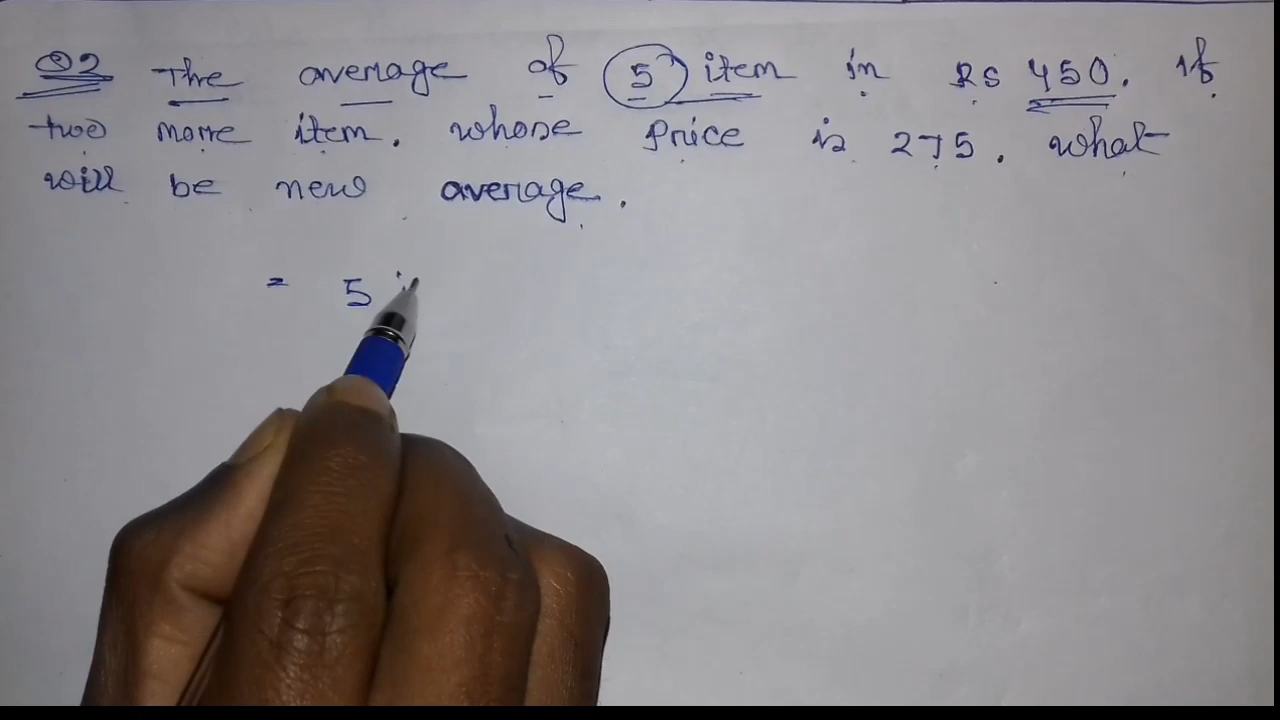 Q2 The average of 5 item in RS 450. if
two more item. whose Price is 275. what
will be new average.
= 5